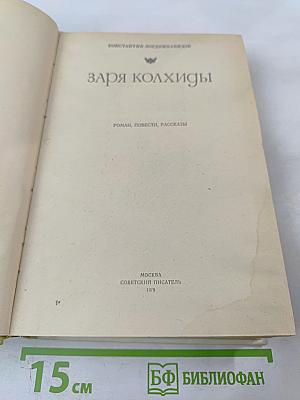 КОНСТАНТИН ЛОРДКИПАНИДЗЕ
ЗАРЯ КОЛХИДЫ
РОМАН, ПОВЕСТИ, РАССКАЗЫ
МОСКВА
СОВЕТСКИЙ ПИСАТЕЛЬ
15 см
БФ БИБЛИОФАН